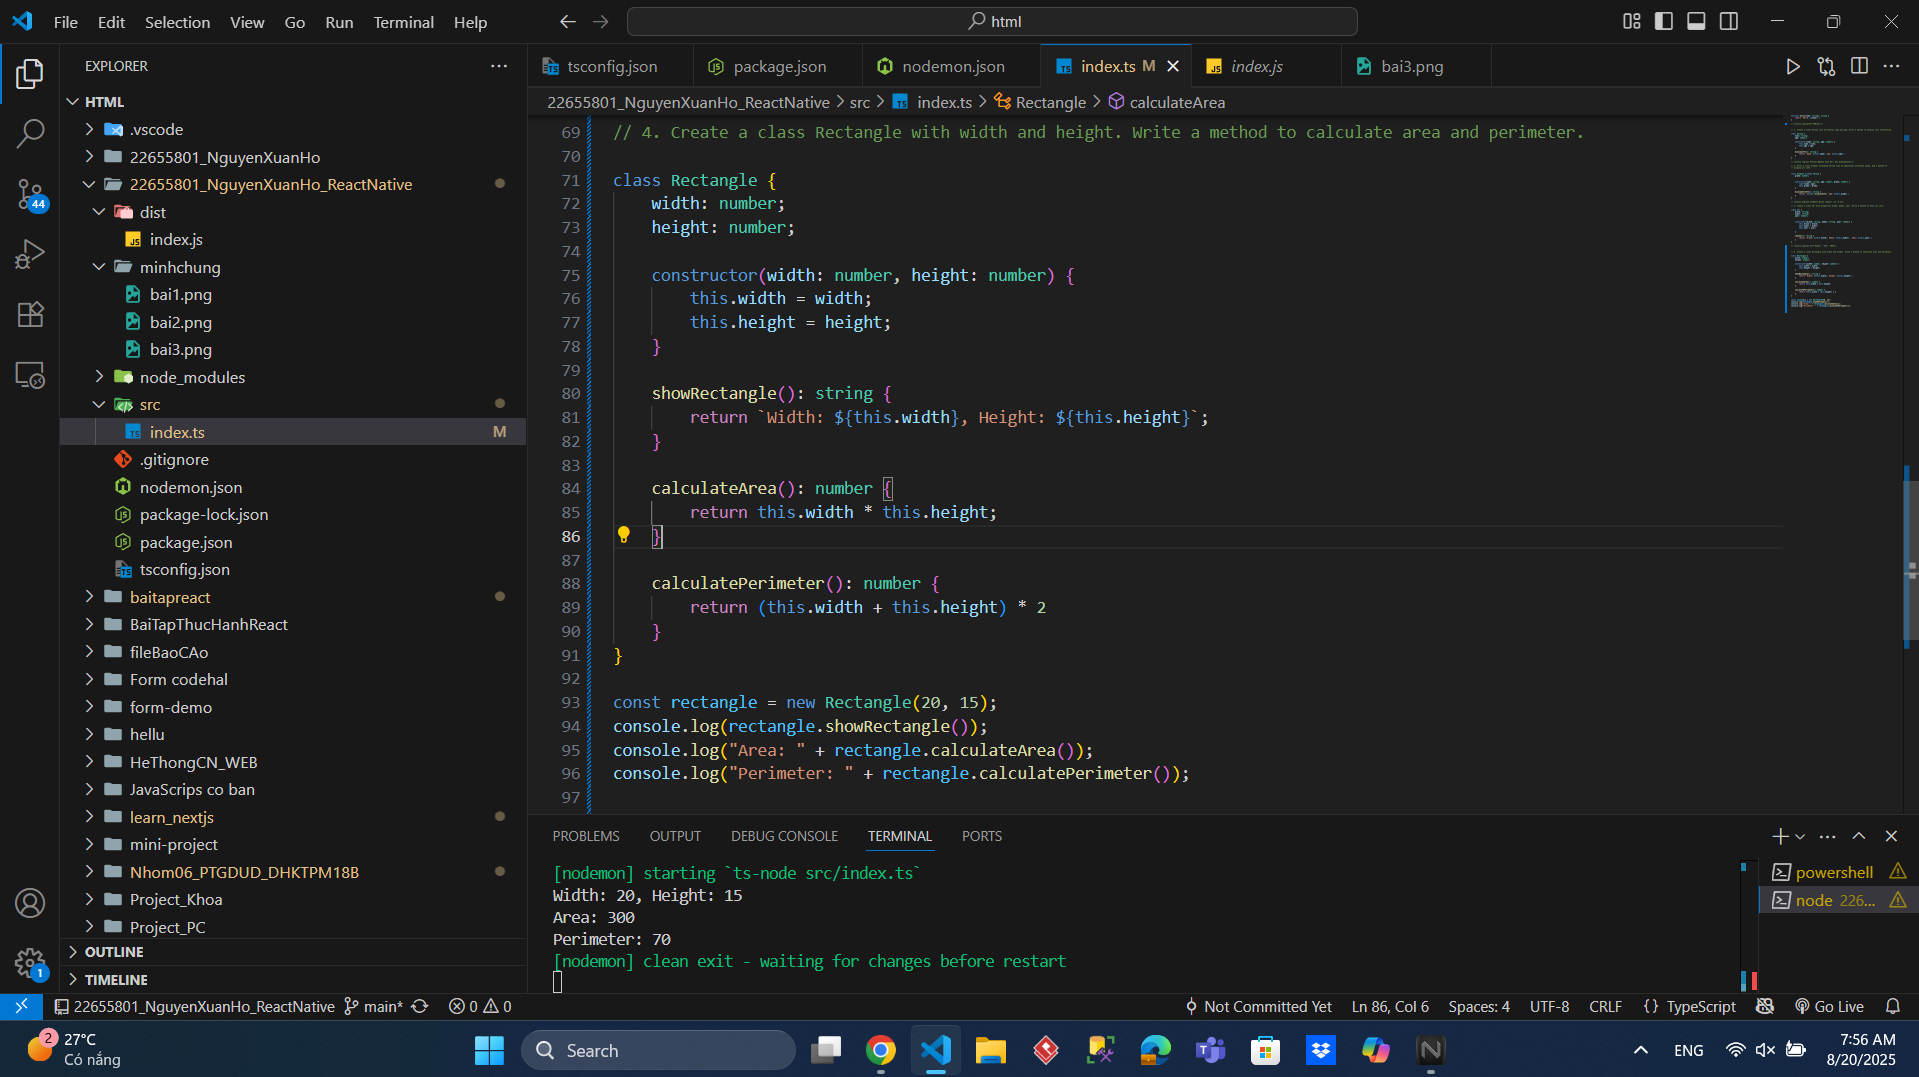 File Edit Selection View Go Run Terminal Help
html
EXPLORER
HTML
.vscode
22655801_NguyenXuanHo
22655801_NguyenXuanHo_ReactNative
dist
index.js
minhchung
bai1.png
bai2.png
bai3.png
node_modules
src
index.ts M
.gitignore
nodemon.json
package-lock.json
package.json
tsconfig.json
baitapreact
BaiTapThucHanhReact
fileBaoCAo
Form codehal
form-demo
hellu
HeThongCN_WEB
JavaScrips co ban
learn_nextjs
mini-project
Nhom06_PTGDUD_DHKTPM18B
Project_Khoa
Project_PC
OUTLINE
TIMELINE
44
1
tsconfig.json package.json nodemon.json index.ts M index.js bai3.png
22655801_NguyenXuanHo_ReactNative > src > index.ts > Rectangle > calculateArea
69 // 4. Create a class Rectangle with width and height. Write a method to calculate area and perimeter.
70
71 class Rectangle {
72 width: number;
73 height: number;
74
75 constructor(width: number, height: number) {
76 this.width = width;
77 this.height = height;
78 }
79
80 showRectangle(): string {
81 return `Width: ${this.width}, Height: ${this.height}`;
82 }
83
84 calculateArea(): number {
85 return this.width * this.height;
86 }
87
88 calculatePerimeter(): number {
89 return (this.width + this.height) * 2
90 }
91 }
92
93 const rectangle = new Rectangle(20, 15);
94 console.log(rectangle.showRectangle());
95 console.log("Area: " + rectangle.calculateArea());
96 console.log("Perimeter: " + rectangle.calculatePerimeter());
97
PROBLEMS OUTPUT DEBUG CONSOLE TERMINAL PORTS
[nodemon] starting `ts-node src/index.ts`
Width: 20, Height: 15
Area: 300
Perimeter: 70
[nodemon] clean exit - waiting for changes before restart
powershell
node 226...
22655801_NguyenXuanHo_ReactNative main* 0 0 Not Committed Yet Ln 86, Col 6 Spaces: 4 UTF-8 CRLF {} TypeScript Go Live
2
27°C
Có nắng
Search
ENG
7:56 AM
8/20/2025